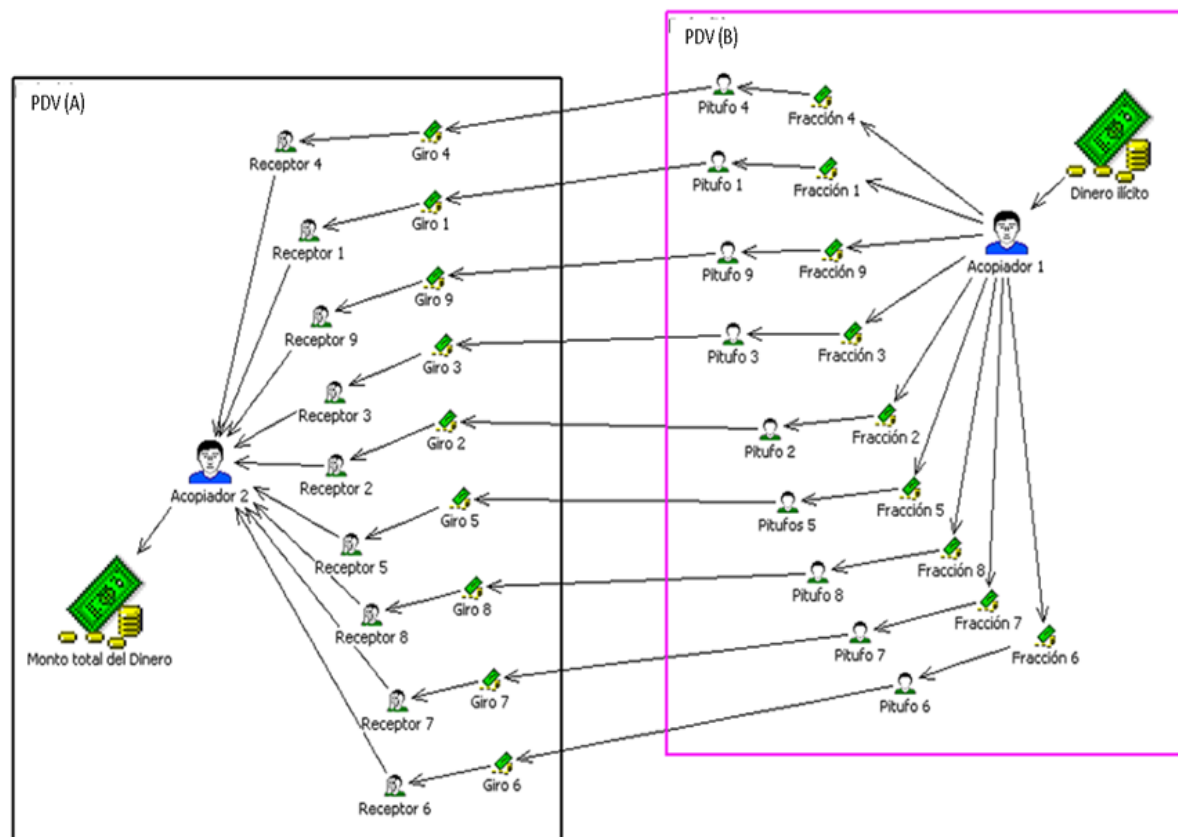 PDV (B)
PDV (A)
Pitufo 4
Fracción 4
Receptor 4
Giro 4
Dinero ilícito
Pitufo 1
Fracción 1
Receptor 1
Giro 1
Acopiador 1
Pitufo 9
Fracción 9
Receptor 9
Giro 9
Pitufo 3
Fracción 3
Receptor 3
Giro 3
Pitufo 2
Fracción 2
Receptor 2
Giro 2
Acopiador 2
Pitufos 5
Fracción 5
Receptor 5
Giro 5
Pitufo 8
Fracción 8
Receptor 8
Giro 8
Monto total del Dinero
Pitufo 7
Fracción 7
Receptor 7
Giro 7
Pitufo 6
Fracción 6
Receptor 6
Giro 6